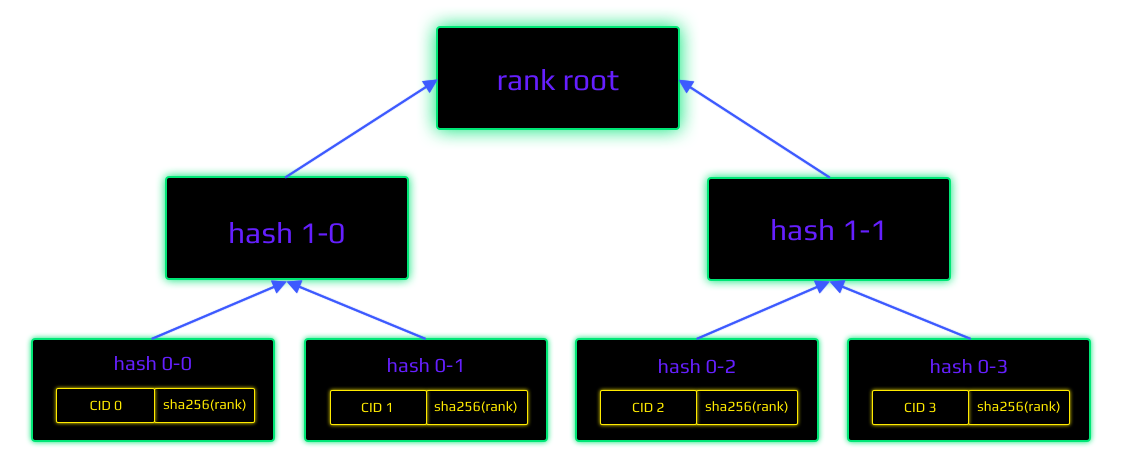 rank root
hash 1-0
hash 1-1
hash 0-0
CID 0
sha256(rank)
hash 0-1
CID 1
sha256(rank)
hash 0-2
CID 2
sha256(rank)
hash 0-3
CID 3
sha256(rank)